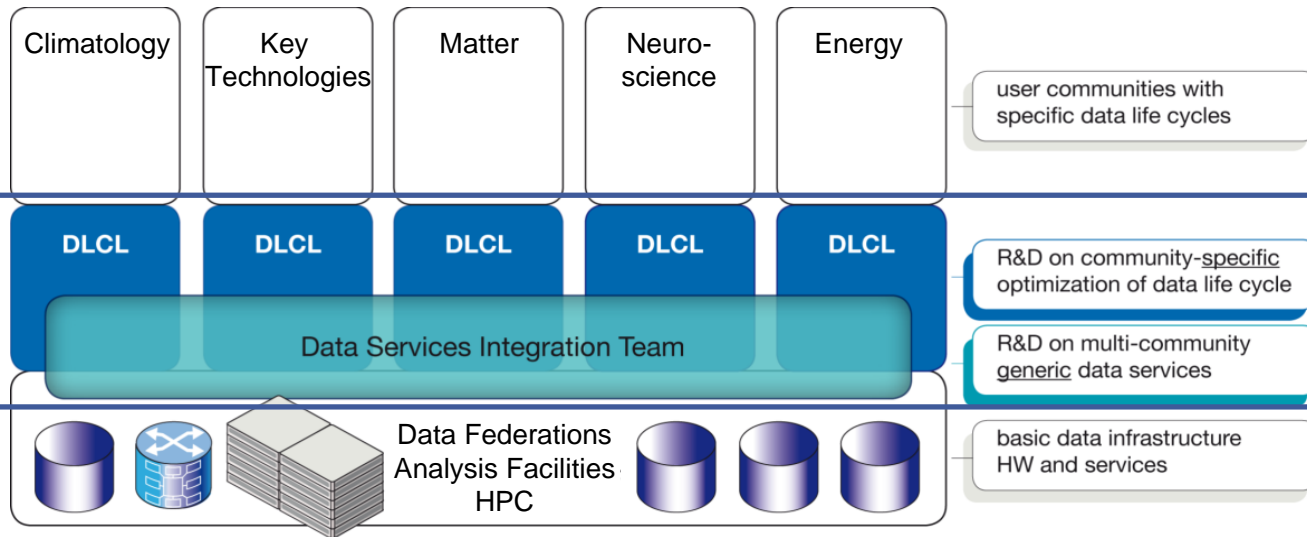 Climatology
Key
Technologies
Matter
Neuro-
science
Energy
user communities with
specific data life cycles
DLCL
DLCL
DLCL
DLCL
DLCL
R&D on community-specific
optimization of data life cycle
Data Services Integration Team
R&D on multi-community
generic data services
Data Federations
Analysis Facilities
HPC
basic data infrastructure
HW and services